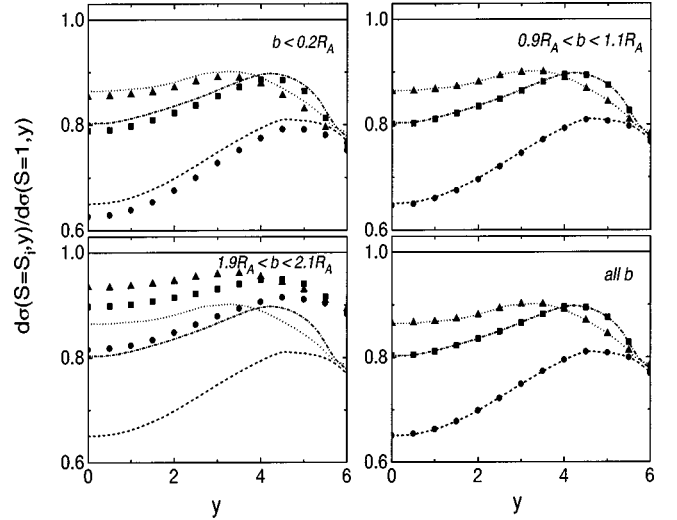 dσ(S=Sᵢ,y)/dσ(S=1,y)
1.0
0.8
0.6
b < 0.2R_A
1.0
0.8
0.6
0.9R_A < b < 1.1R_A
1.0
0.8
0.6
1.9R_A < b < 2.1R_A
0 2 4 6
y
1.0
0.8
0.6
all b
0 2 4 6
y